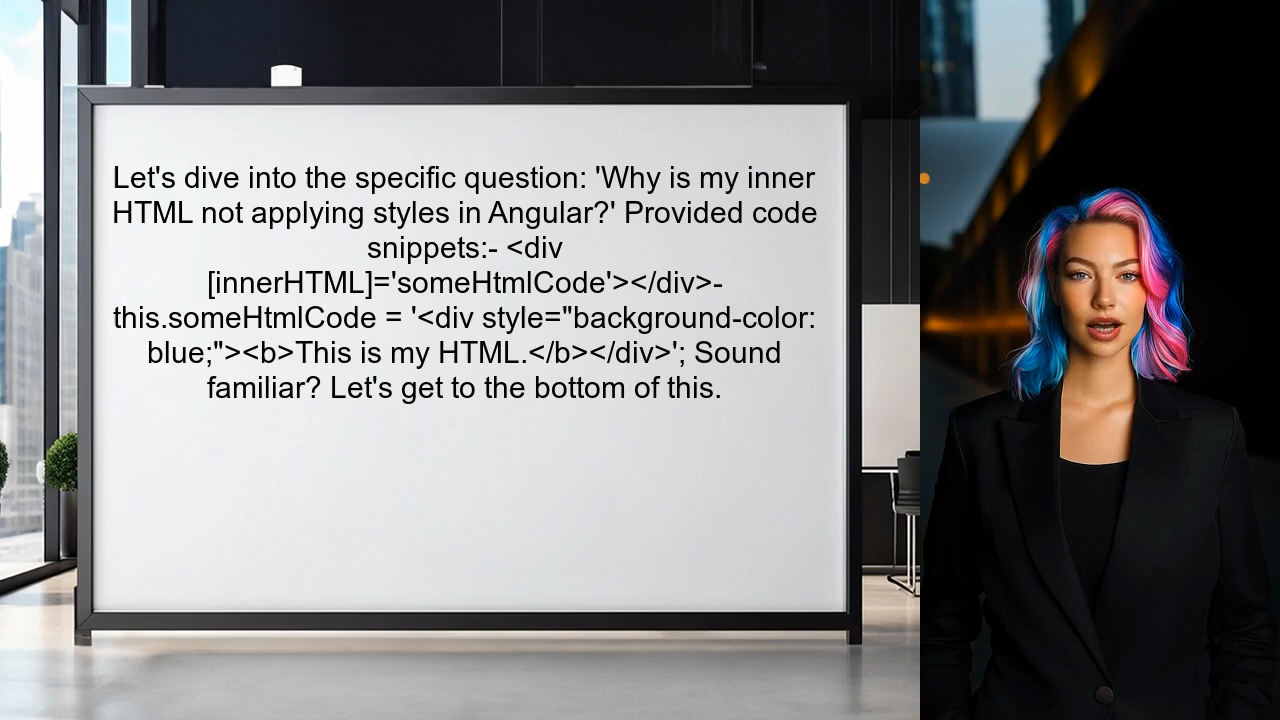 Let's dive into the specific question: 'Why is my inner
HTML not applying styles in Angular?' Provided code
snippets:- <div
[innerHTML]='someHtmlCode'></div>-
this.someHtmlCode = '<div style="background-color:
blue;"><b>This is my HTML.</b></div>'; Sound
familiar? Let's get to the bottom of this.